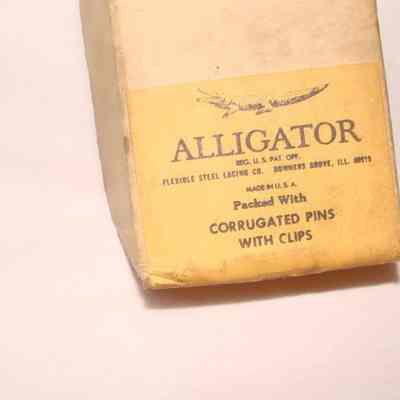 ALLIGATOR
REG. U.S. PAT. OFF.
FLEXIBLE STEEL LACING CO. DOWNERS GROVE, ILL. 60515
MADE IN U.S.A.
Packed With
CORRUGATED PINS
WITH CLIPS